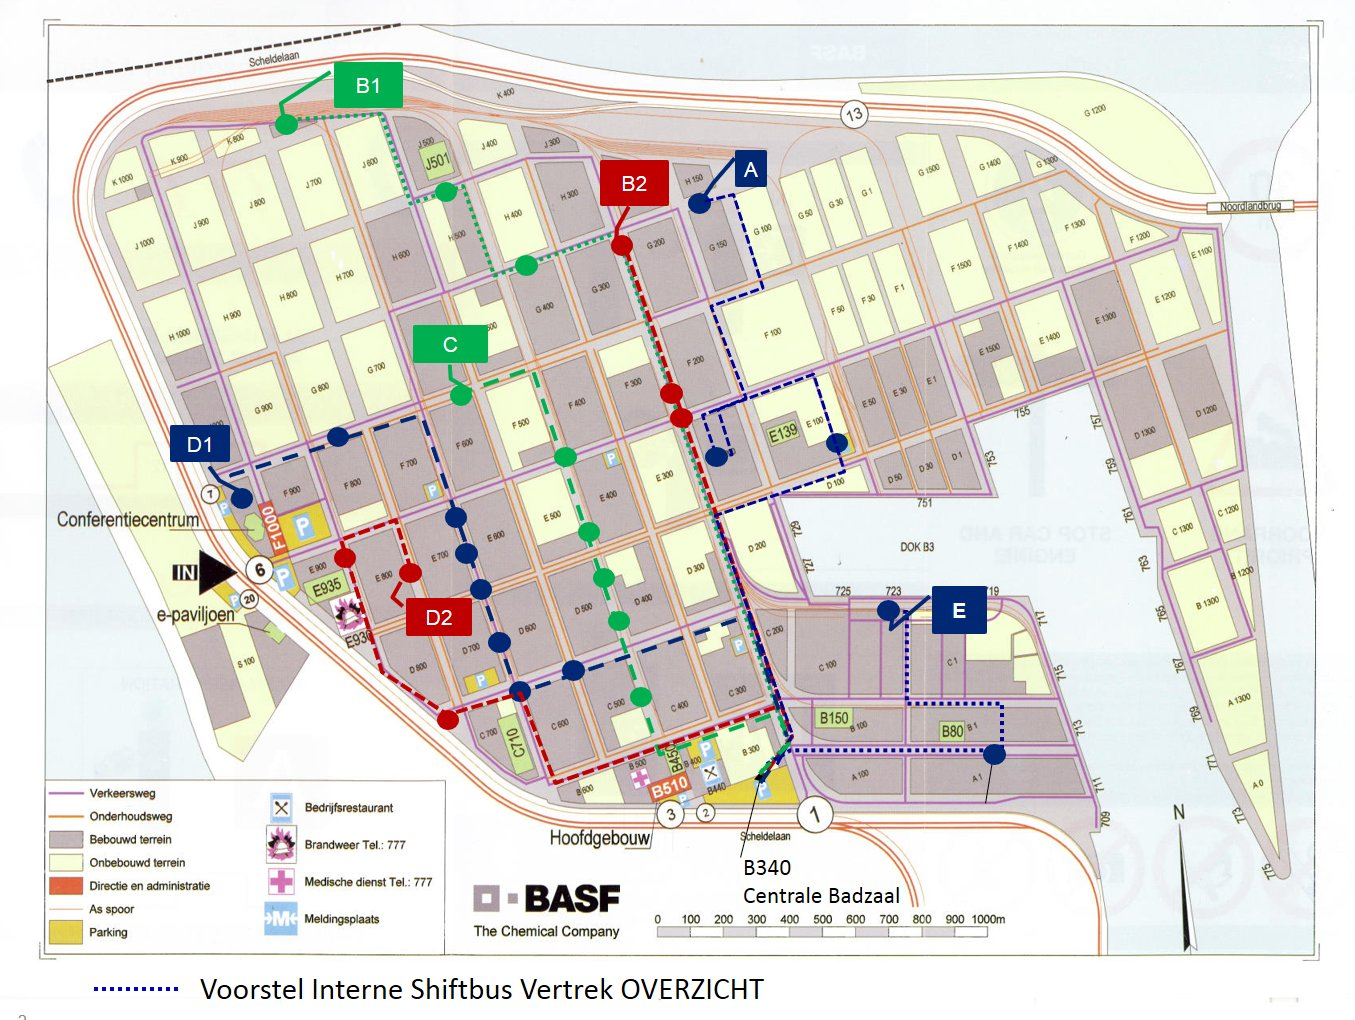 Scheldelaan
B1
K 400
13
G 1200
K 1000
K 900
K 800
J 600
J 500
J501
J 400
J 300
B2
H 150
A
G 1500
G 1400
G 1300
Noordlandbrug
J 1000
J 900
J 800
J 700
H 600
H 500
H 400
H 300
G 200
G 150
G 100
G 50
G 30
G 1
F 1500
F 1400
F 1300
F 1200
E 1100
H 1000
H 900
H 800
H 700
G 400
G 300
F 200
F 100
F 50
F 30
F 1
E 1500
E 1400
E 1300
E 1200
G 900
G 800
G 700
C
F 600
F 500
F 400
F 300
E139
E 100
E 50
E 30
E 1
755
757
D 1300
D 1200
D1
7
F 900
F 800
F 700
F1000
E 300
E 400
E 500
E 600
D 100
D 50
D 30
D 1
753
751
759
761
763
C 1300
C 1200
Conferentiecentrum
P
IN
6
20
e-paviljoen
E 900
E935
E930
E 800
E 700
D2
D 200
D 300
D 500
D 600
D 700
D 800
729
727
DOK B3
725
723
719
717
E
765
767
B 1300
B 1200
S 100
C 700
C710
C 600
C 500
C 400
C 300
C 200
C 100
C 1
715
713
769
A 1300
B150
B 100
B80
B 1
B 300
B 400
B450
B 500
B 600
B510
B440
A 100
A 1
711
709
771
773
775
A 0
Hoofdgebouw
3
2
1
Scheldelaan
N
Verkeersweg
Onderhoudsweg
Bebouwd terrein
Onbebouwd terrein
Directie en administratie
As spoor
Parking
Bedrijfsrestaurant
Brandweer Tel.: 777
Medische dienst Tel.: 777
M
Meldingsplaats
BASF
The Chemical Company
B340
Centrale Badzaal
0 100 200 300 400 500 600 700 800 900 1000m
Voorstel Interne Shiftbus Vertrek OVERZICHT